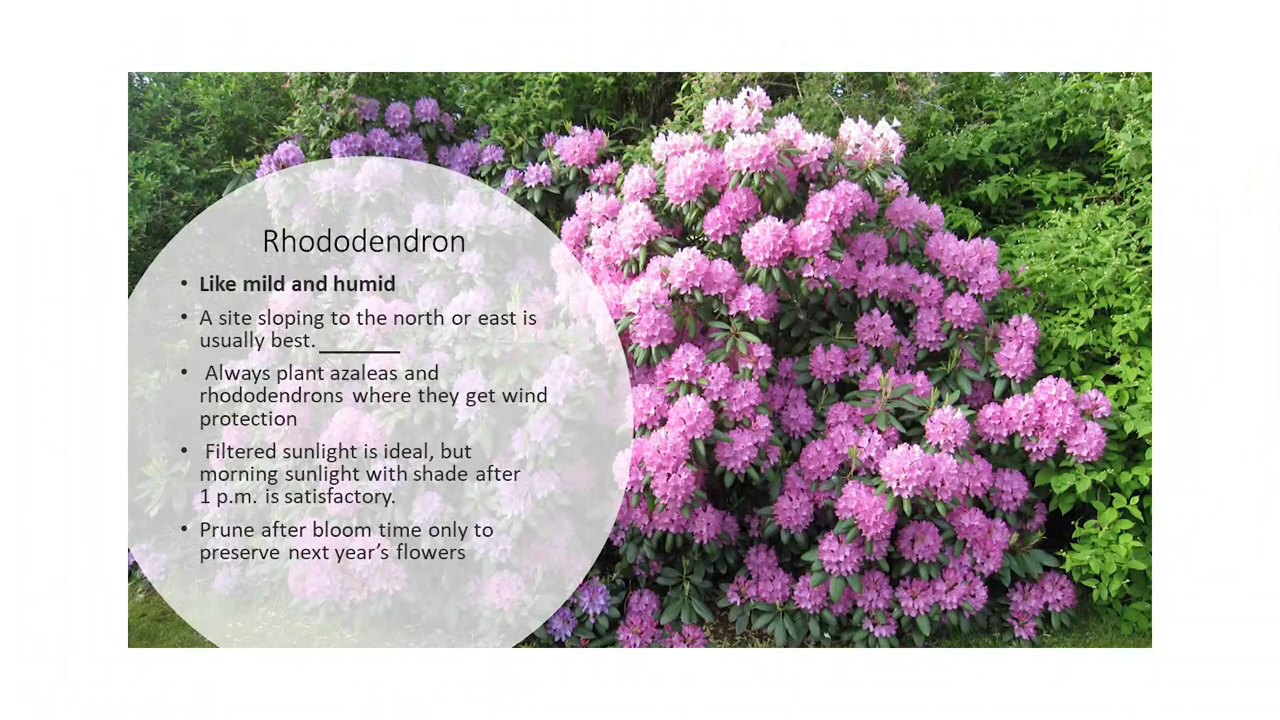 Rhododendron
• Like mild and humid
• A site sloping to the north or east is
usually best.
• Always plant azaleas and
rhododendrons where they get wind
protection
• Filtered sunlight is ideal, but
morning sunlight with shade after
1 p.m. is satisfactory.
• Prune after bloom time only to
preserve next year’s flowers